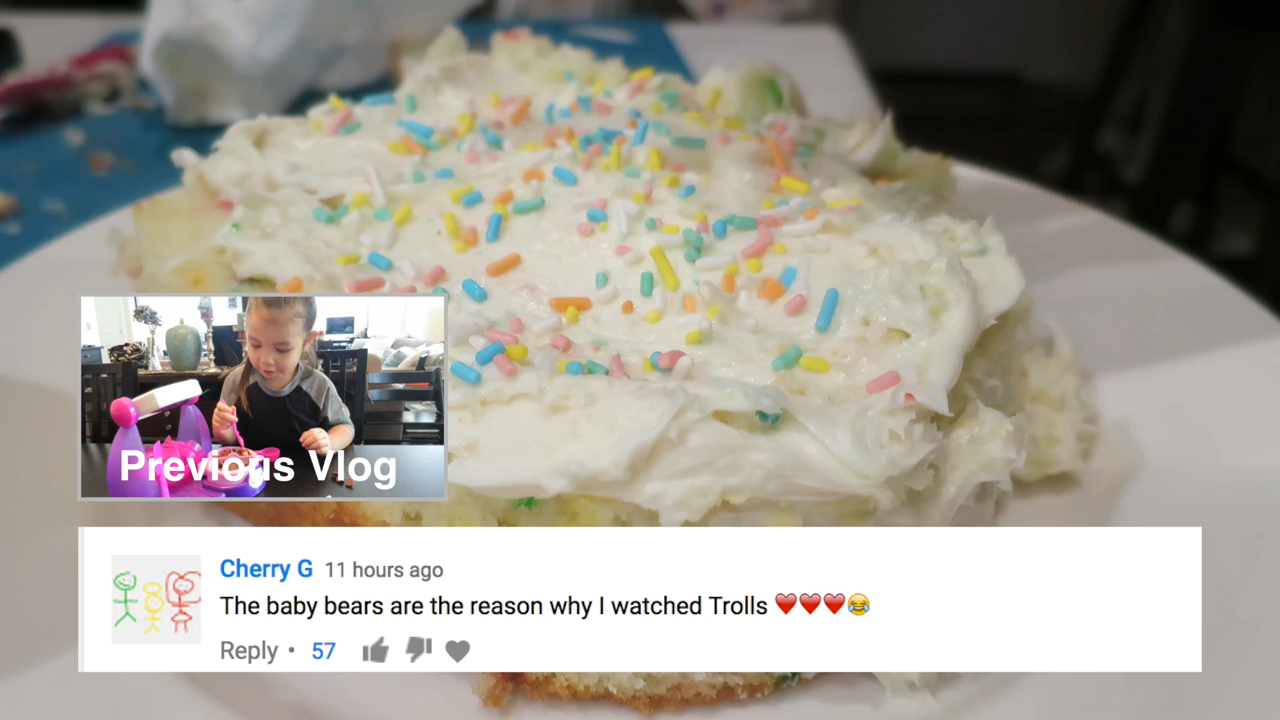 Previous Vlog
Cherry G 11 hours ago
The baby bears are the reason why I watched Trolls ❤️❤️❤️😂
Reply • 57